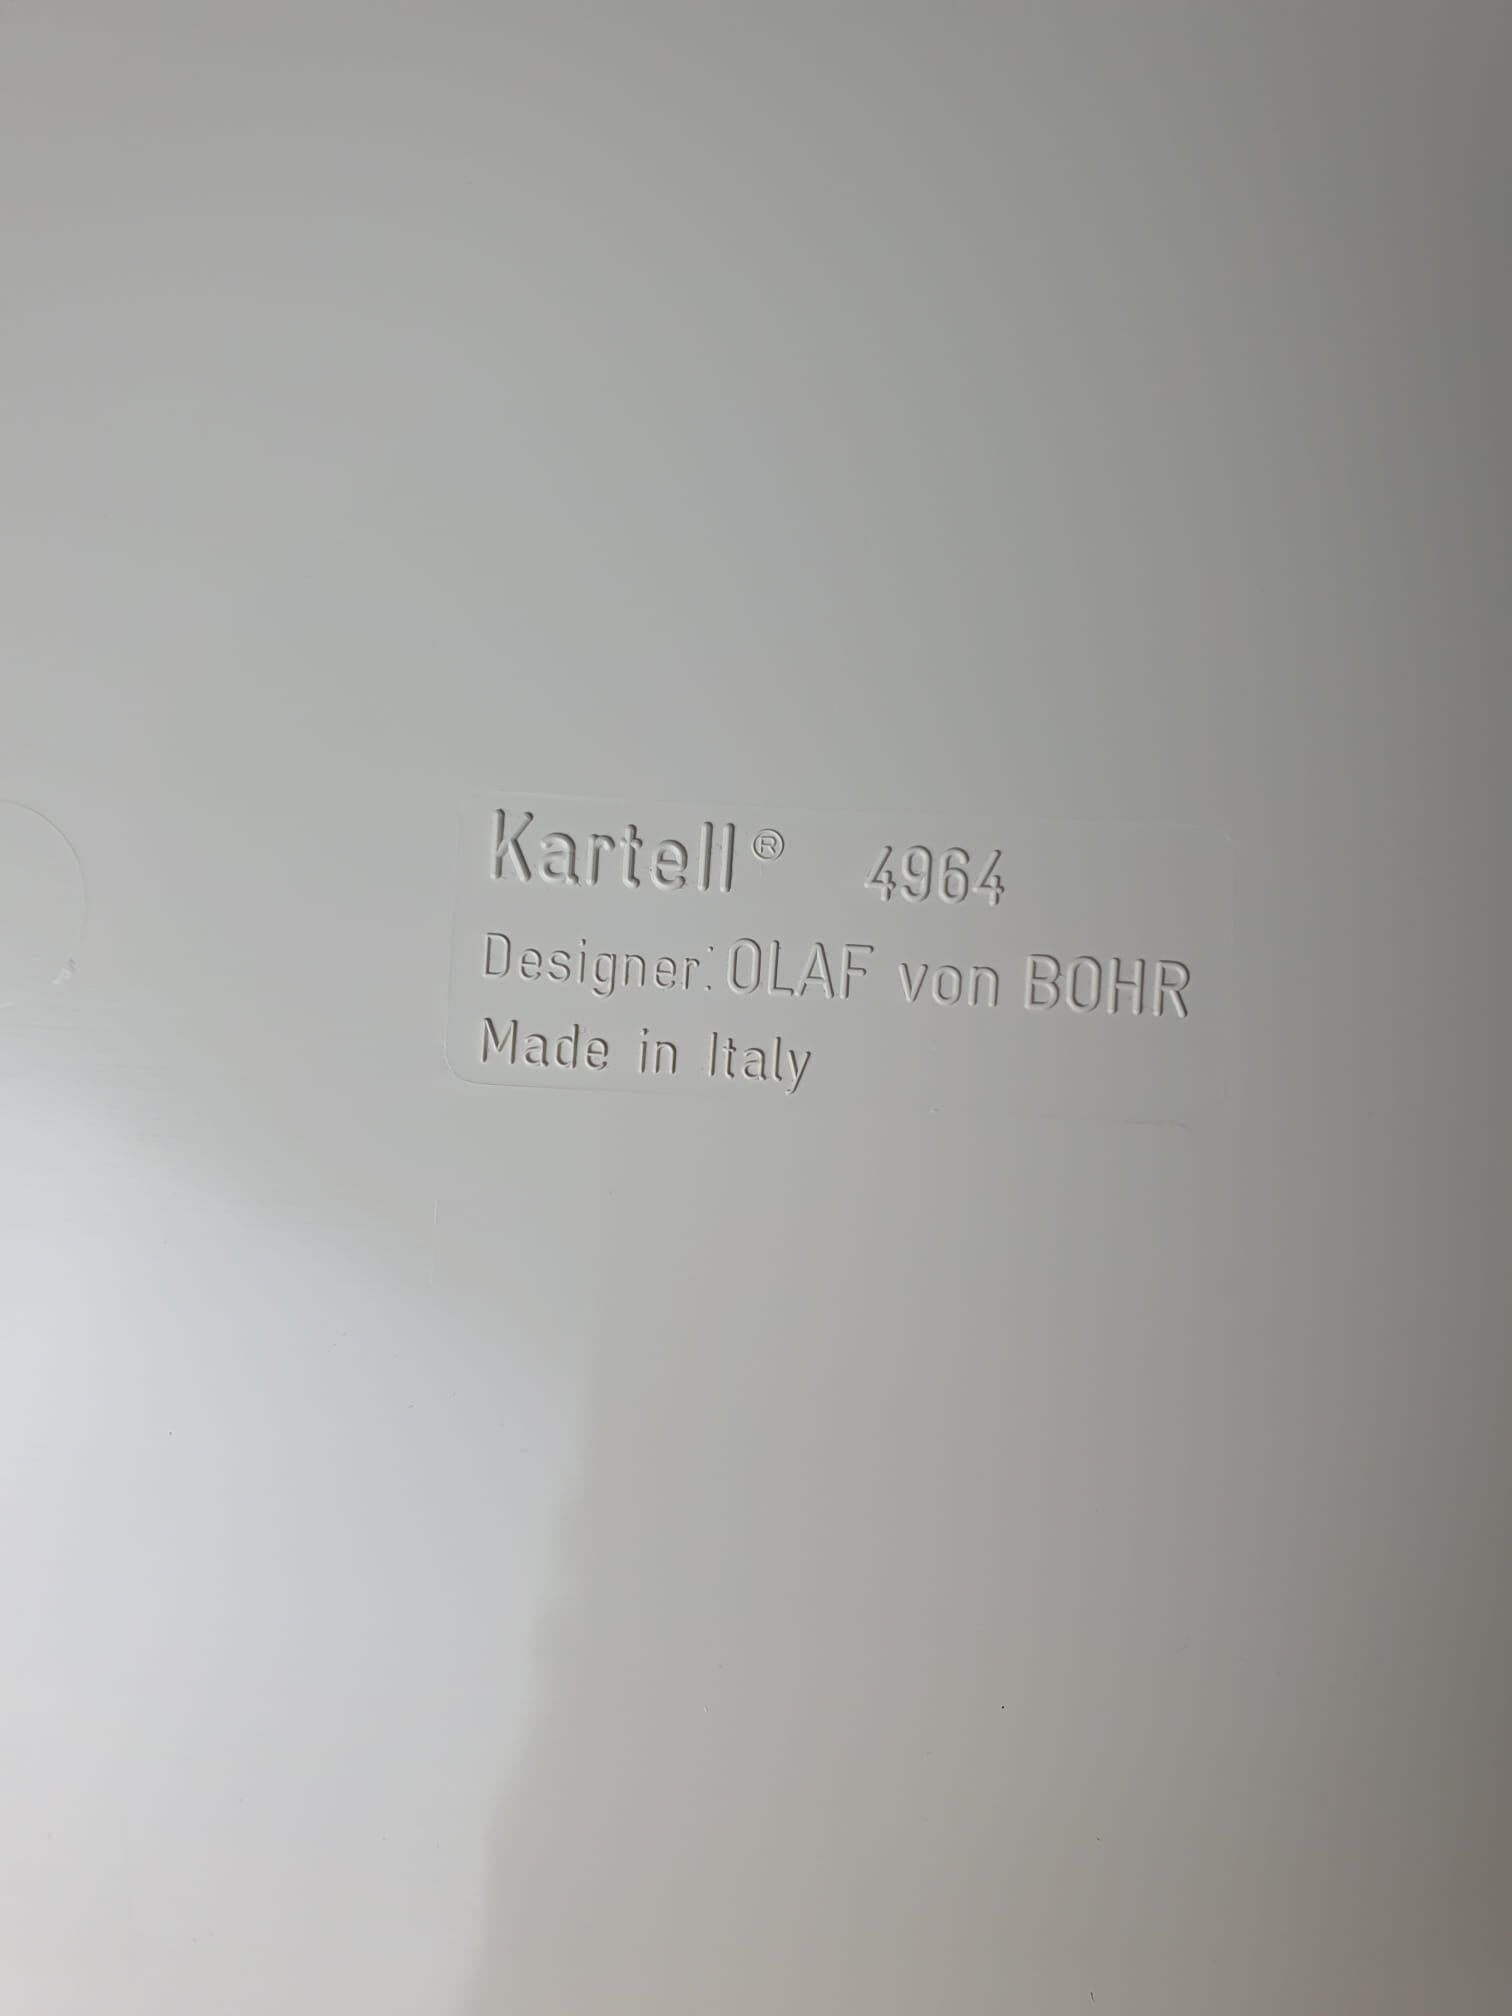 Kartell® 4964
Designer: OLAF von BOHR
Made in Italy